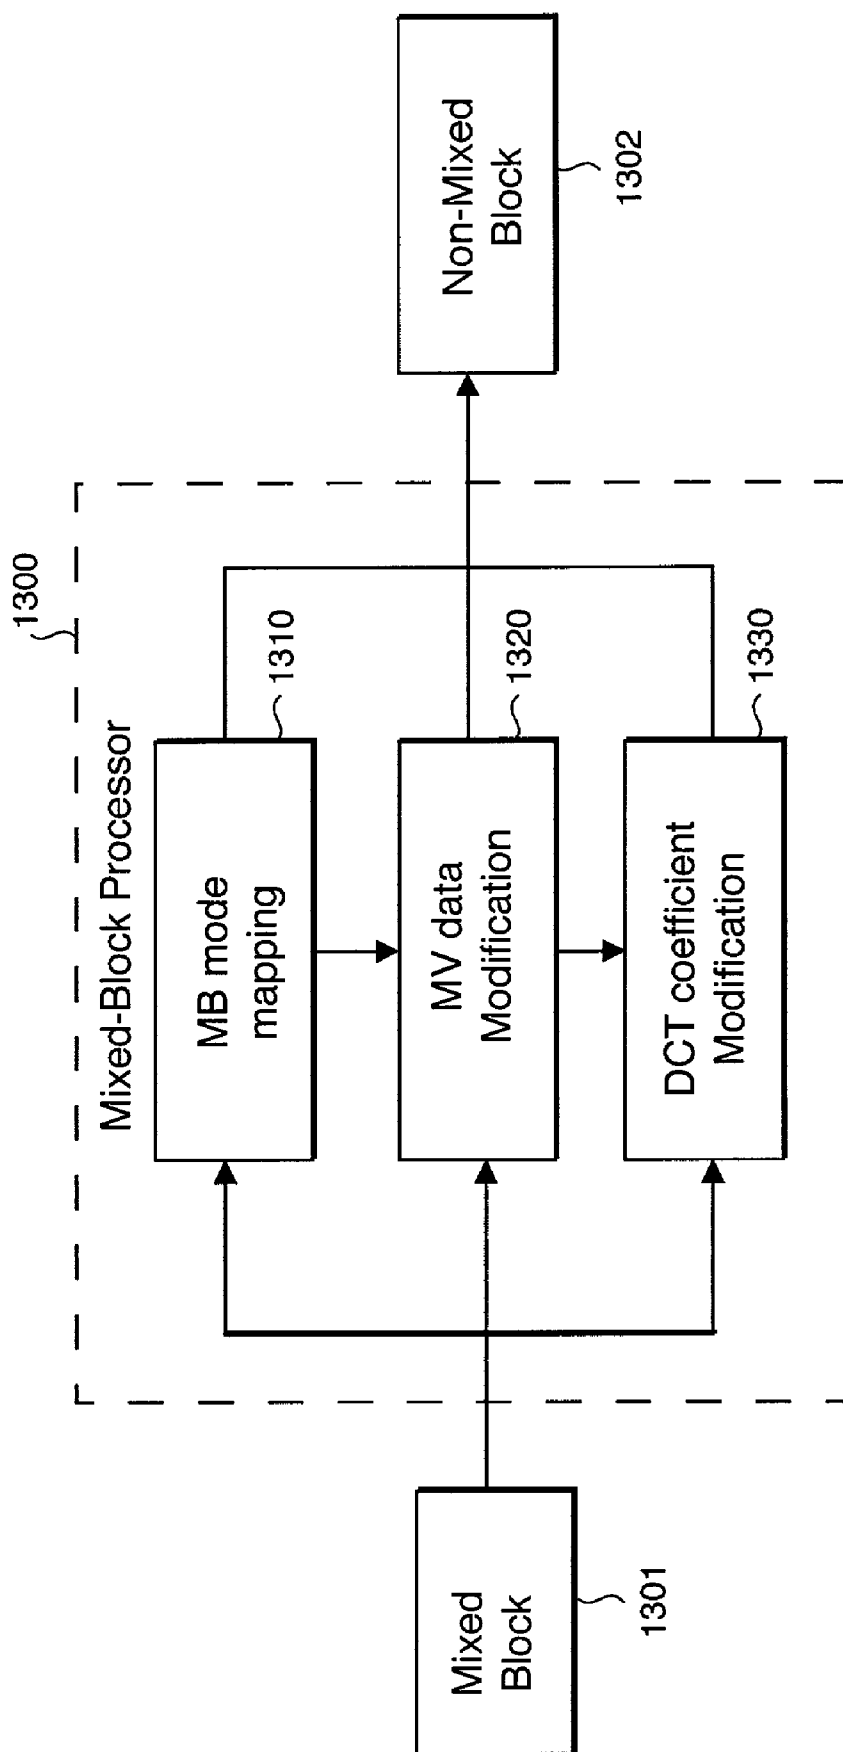 1300
Mixed-Block Processor
1310
MB mode
mapping
Mixed
Block
1301
1320
MV data
Modification
Non-Mixed
Block
1302
1330
DCT coefficient
Modification